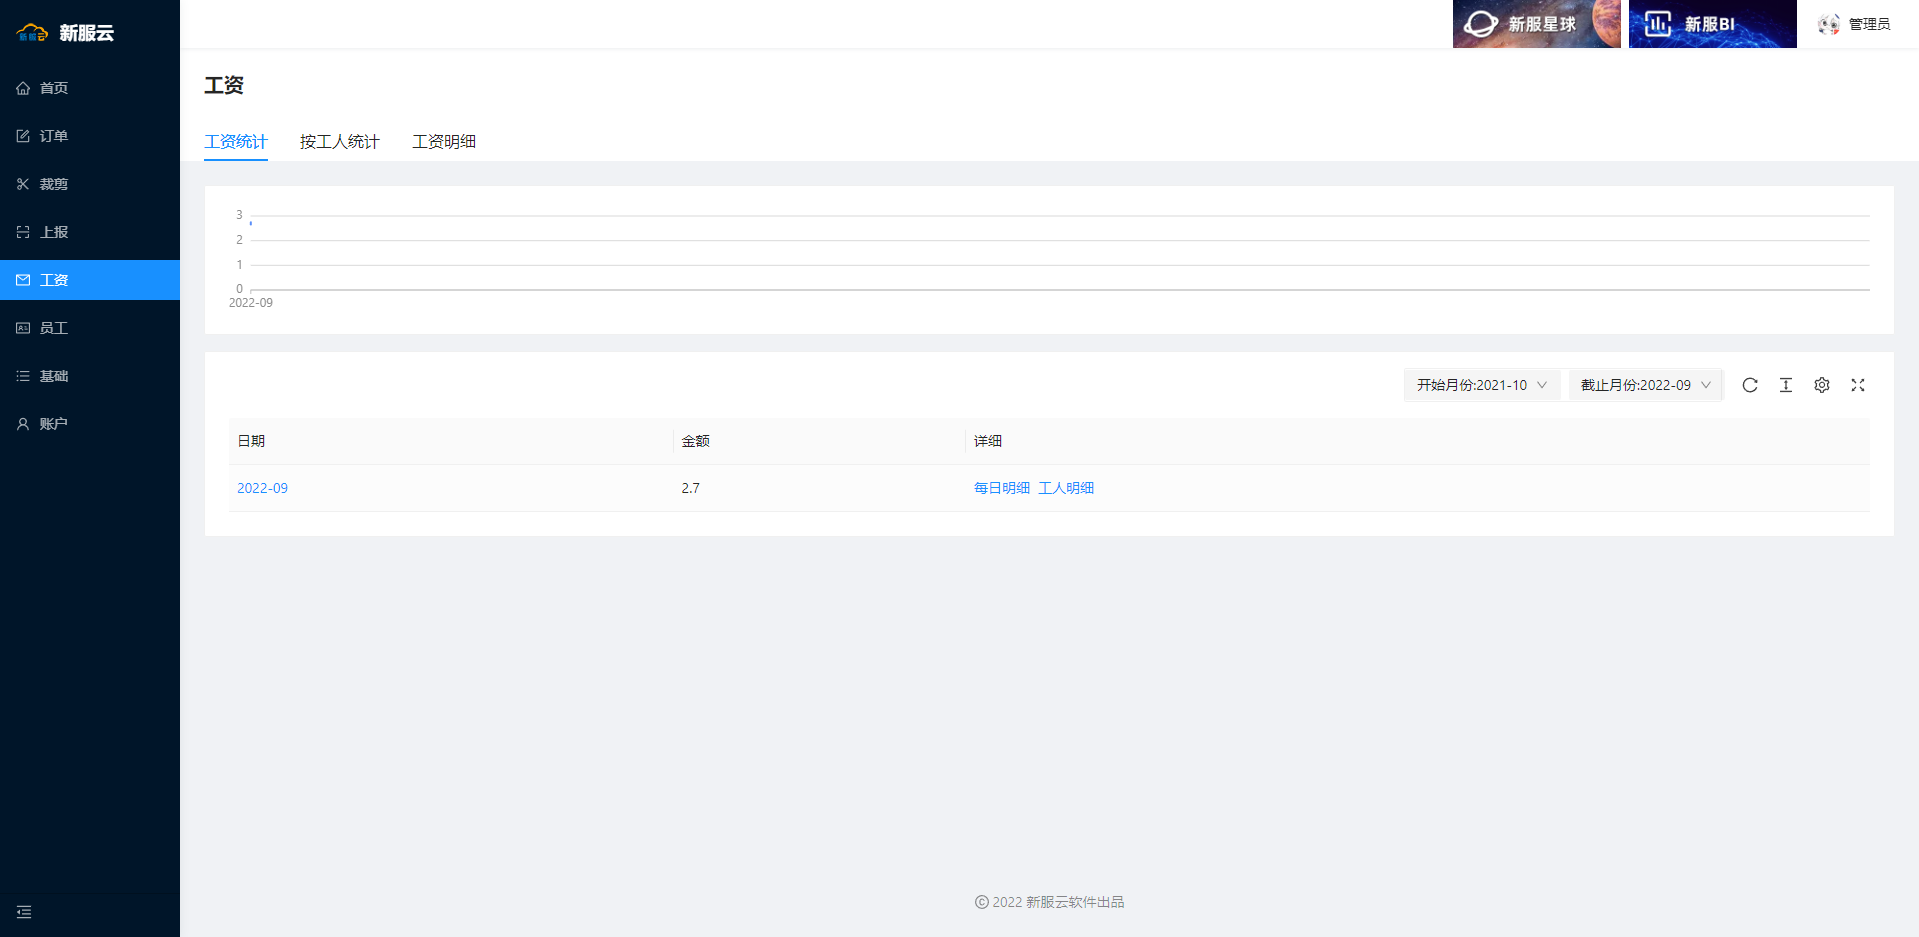 新服云
新服云
新服星球
新服BI
管理员
首页
订单
裁剪
上报
工资
员工
基础
账户
工资
工资统计 按工人统计 工资明细
3
2
1
0
2022-09
开始月份:2021-10 截止月份:2022-09
日期 金额 详细
2022-09 2.7 每日明细 工人明细
© 2022 新服云软件出品